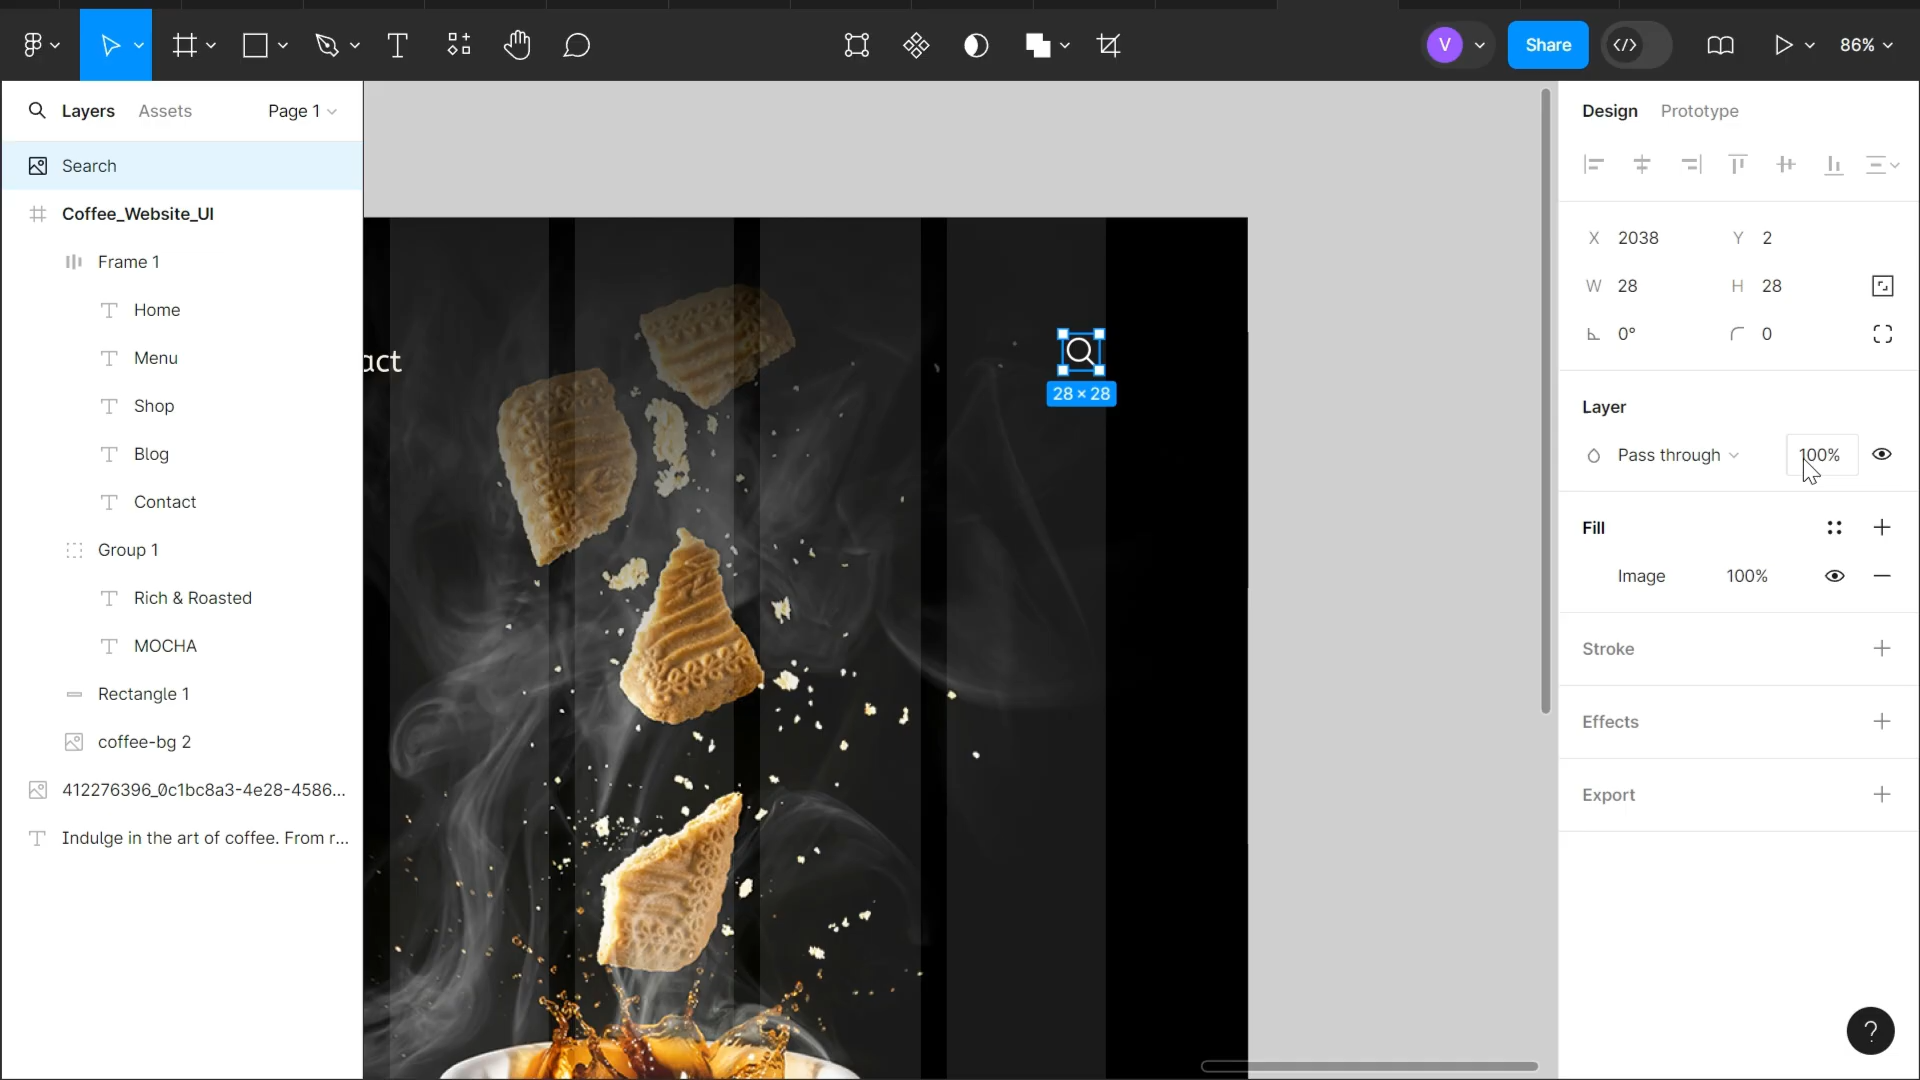 V
Share
86%
Layers
Assets
Page 1
Design
Prototype
Search
Coffee_Website_UI
Frame 1
Home
Menu
Shop
Blog
Contact
Group 1
Rich & Roasted
MOCHA
Rectangle 1
coffee-bg 2
412276396_0c1bc8a3-4e28-4586...
Indulge in the art of coffee. From r...
act
28 × 28
X 2038
Y 2
W 28
H 28
0°
0
Layer
Pass through
100%
Fill
Image 100%
Stroke
Effects
Export
?